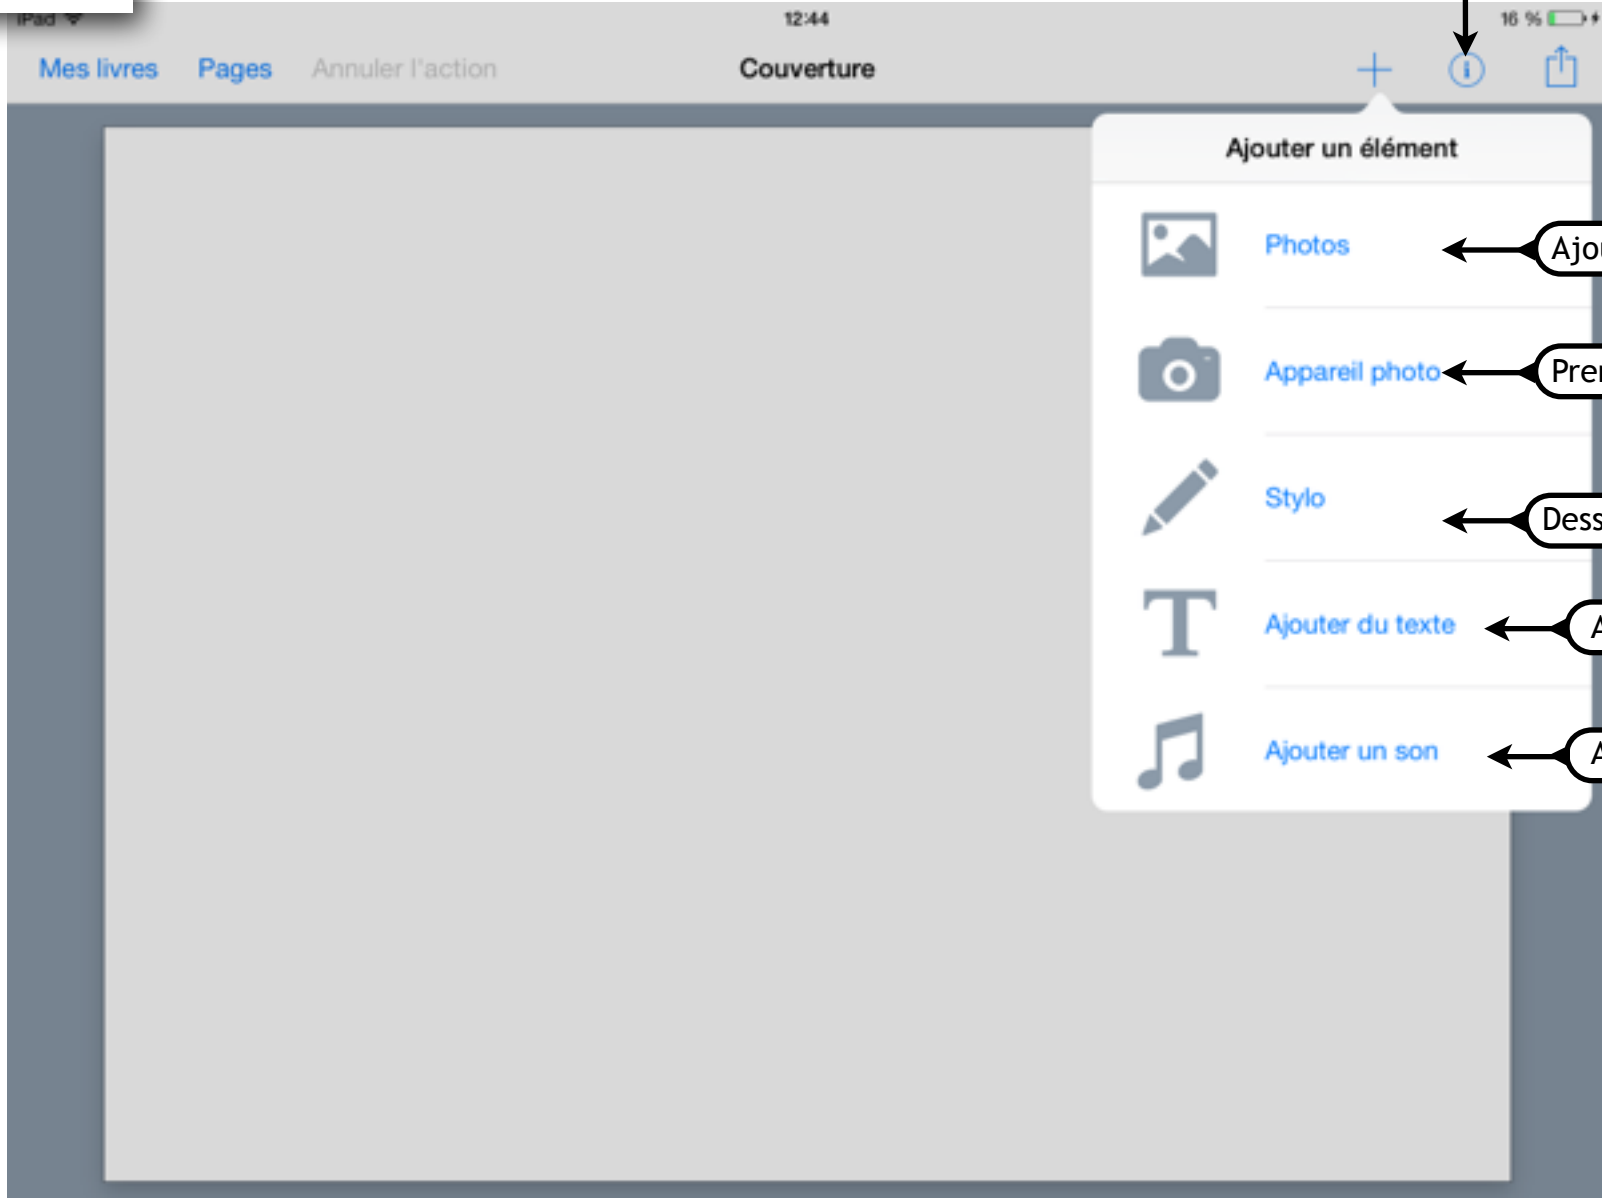 iPad
12:44
16 %
Mes livres
Pages
Annuler l'action
Couverture
Ajouter un élément
Photos
Appareil photo
Stylo
Ajouter du texte
Ajouter un son